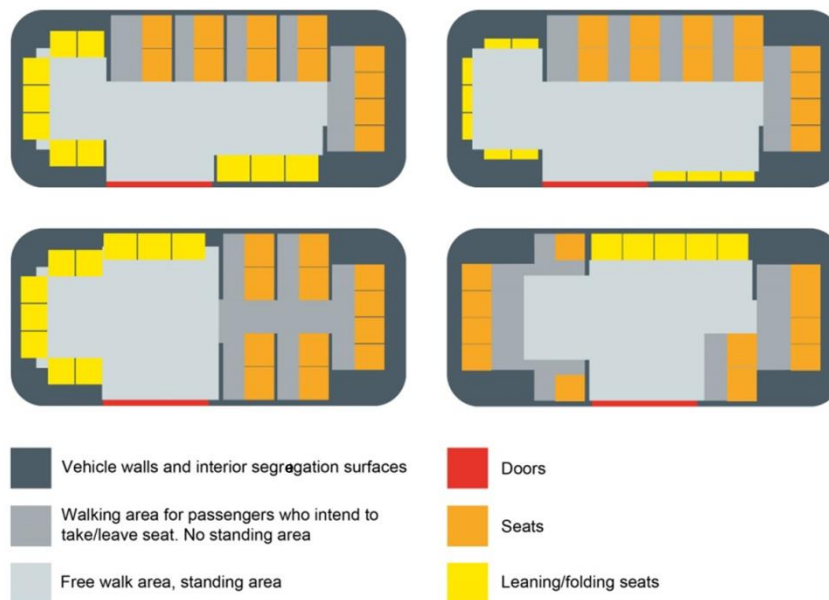 Vehicle walls and interior segregation surfaces
Walking area for passengers who intend to
take/leave seat. No standing area
Free walk area, standing area
Doors
Seats
Leaning/folding seats